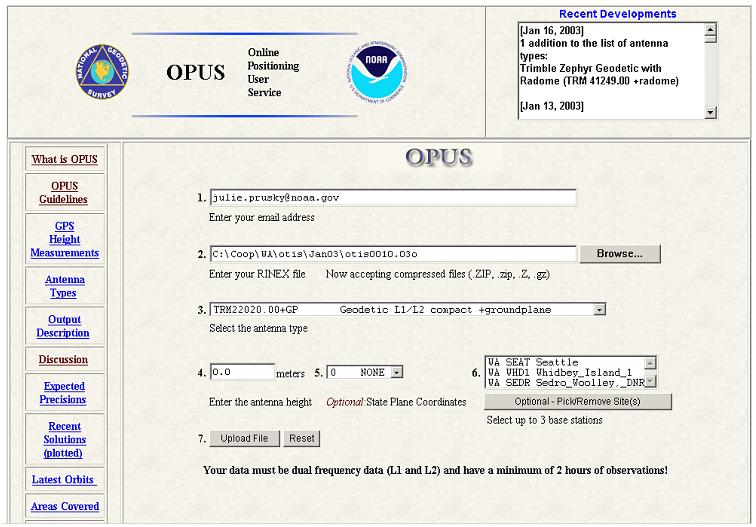 Recent Developments
[Jan 16, 2003]
1 addition to the list of antenna
types:
Trimble Zephyr Geodetic with
Radome (TRM 41249.00 +radome)
[Jan 13, 2003]
NATIONAL GEODETIC SURVEY
OPUS
Online
Positioning
User
Service
NOAA
What is OPUS
OPUS
Guidelines
GPS
Height
Measurements
Antenna
Types
Output
Description
Discussion
Expected
Precisions
Recent
Solutions
(plotted)
Latest Orbits
Areas Covered
OPUS
1. julie.prusky@noaa.gov
Enter your email address
2. C:\Coop\WA\otis\Jan03\otis0010.03o Browse...
Enter your RINEX file Now accepting compressed files (.ZIP, .zip, .Z, .gz)
3. TRM22020.00+GP Geodetic L1/L2 compact +groundplane
Select the antenna type
4. 0.0 meters 5. 0 NONE 6. WA SEAT Seattle
WA WHD1 Whidbey_Island_1
WA SEDR Sedro_Woolley,_DNR
Enter the antenna height Optional:State Plane Coordinates Optional - Pick/Remove Site(s)
Select up to 3 base stations
7. Upload File Reset
Your data must be dual frequency data (L1 and L2) and have a minimum of 2 hours of observations!